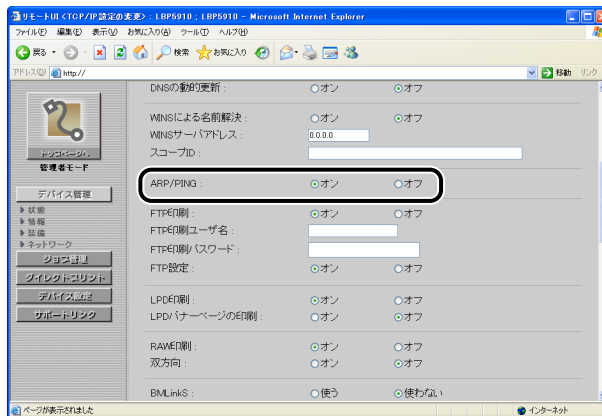 リモートUI <TCP/IP設定の変更> : LBP5910 ; LBP5910 - Microsoft Internet Explorer
ファイル(F) 編集(E) 表示(V) お気に入り(A) ツール(T) ヘルプ(H)
戻る 検索 お気に入り
アドレス(D) http:// 移動 リンク
DNSの動的更新 : オン オフ
WINSによる名前解決 : オン オフ
WINSサーバアドレス : 0.0.0.0
スコープID :
トップページへ
管理者モード
ARP/PING : オン オフ
デバイス管理
状態
情報
装備
ネットワーク
ジョブ管理
ダイレクトプリント
デバイス設定
サポートリンク
FTP印刷 : オン オフ
FTP印刷ユーザ名 :
FTP印刷パスワード :
FTP設定 : オン オフ
LPD印刷 : オン オフ
LPDバナーページの印刷 : オン オフ
RAW印刷 : オン オフ
双方向 : オン オフ
BMLinkS : 使う 使わない
ページが表示されました インターネット